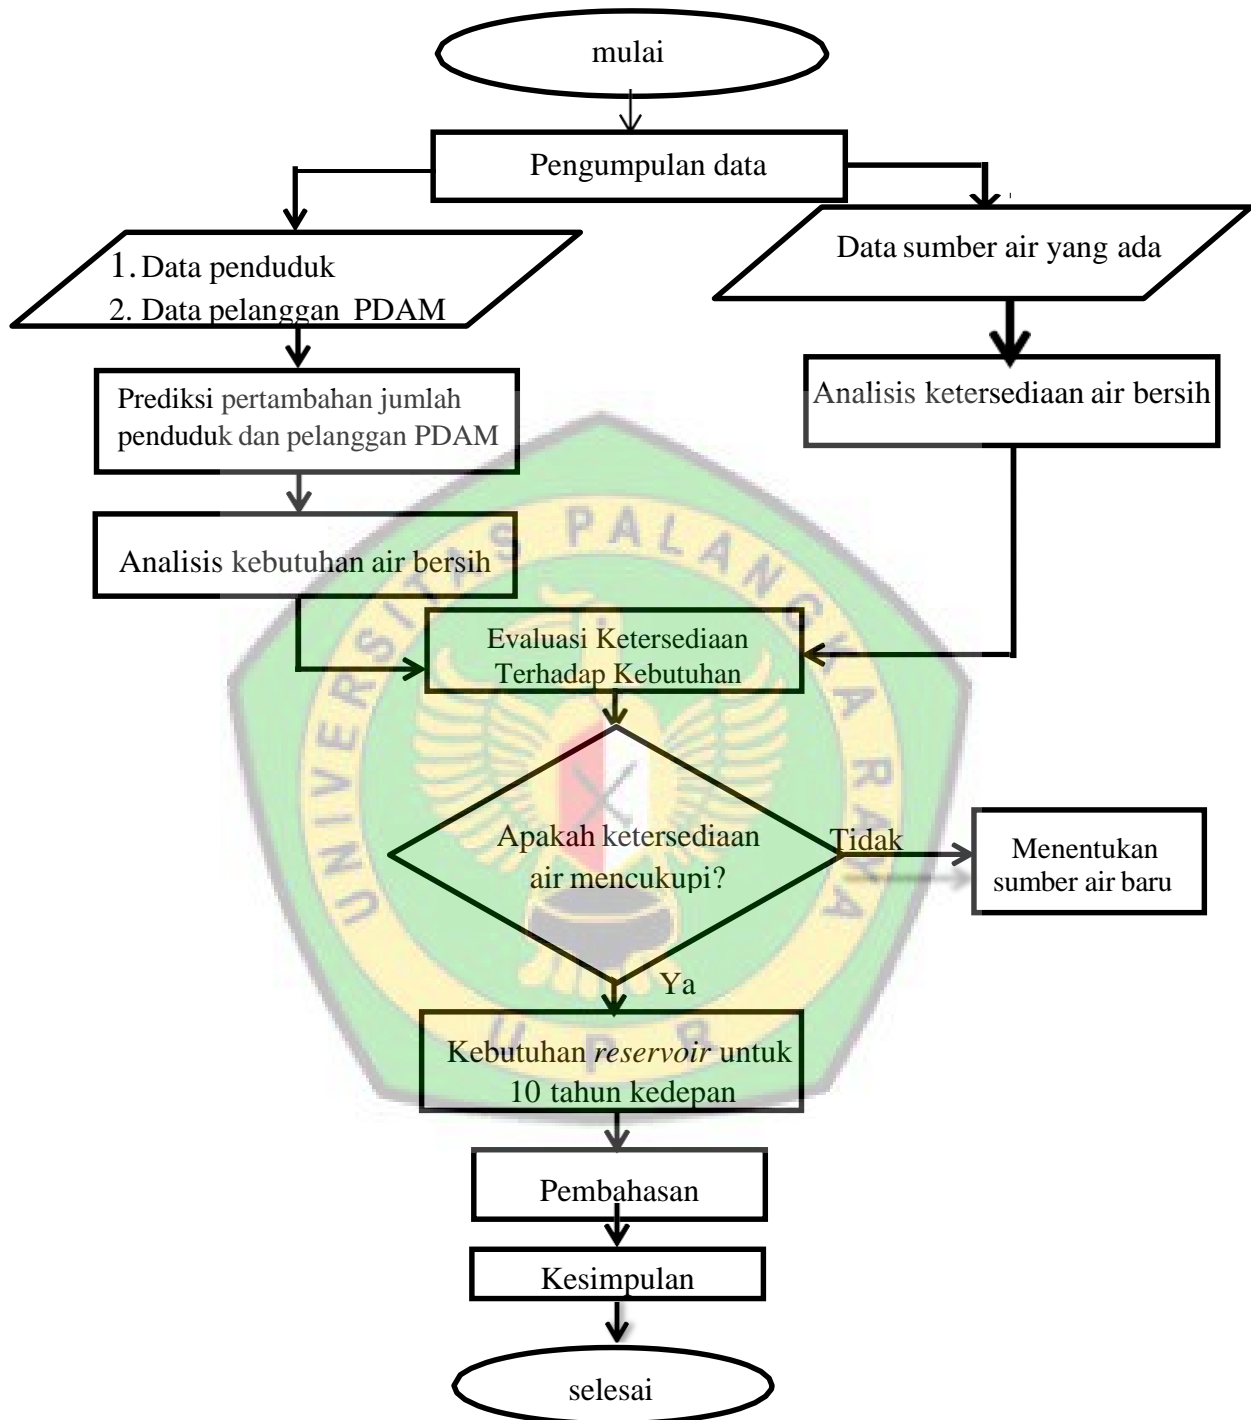 mulai
Pengumpulan data
1. Data penduduk
2. Data pelanggan PDAM
Data sumber air yang ada
Prediksi pertambahan jumlah
penduduk dan pelanggan PDAM
Analisis ketersediaan air bersih
Analisis kebutuhan air bersih
UNIVERSITAS PALANGKA RAYA
Evaluasi Ketersediaan
Terhadap Kebutuhan
Apakah ketersediaan
air mencukupi?
Tidak
Menentukan
sumber air baru
Ya
Kebutuhan reservoir untuk
10 tahun kedepan
UPR
Pembahasan
Kesimpulan
selesai